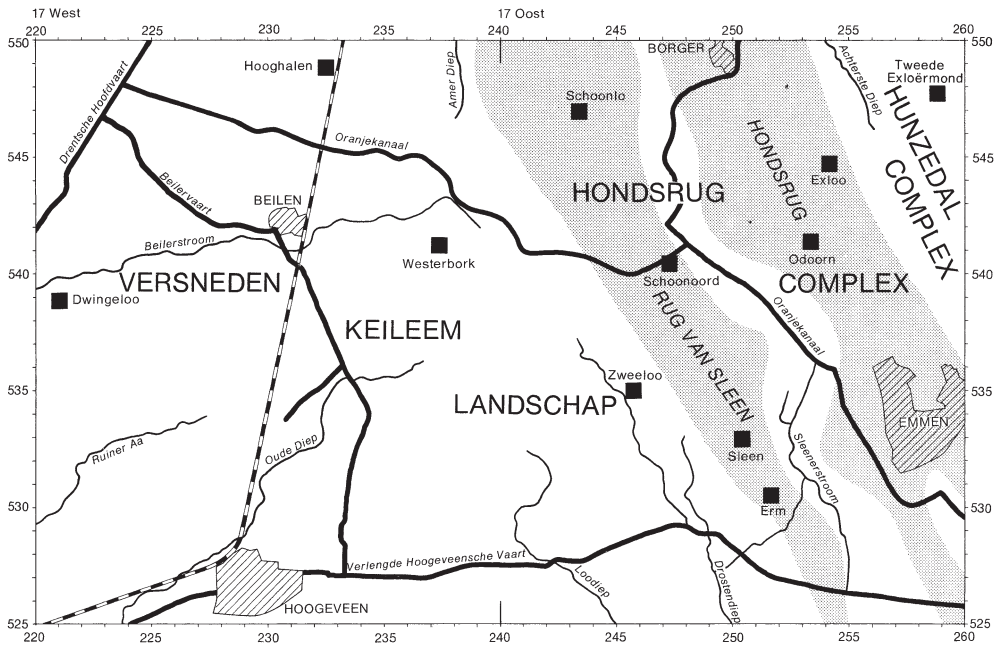 17 West
17 Oost
220
225
230
235
240
245
250
255
260
550
550
BORGER
Tweede
Exloërmond
Hooghalen
Drentsche Hoofdvaart
Amer Diep
Achterste Diep
Schoonlo
HUNZEDAL
COMPLEX
Oranjekanaal
545
545
HONDSRUG
Exloo
Beilervaart
BEILEN
HONDSRUG
Beilerstroom
Westerbork
Odoorn
540
540
VERSNEDEN
Schoonoord
COMPLEX
Dwingeloo
RUG VAN SLEEN
Oranjekanaal
KEILEEM
Zweeloo
535
535
LANDSCHAP
EMMEN
Ruiner Aa
Oude Diep
Sleen
Sleenerstroom
Erm
530
530
Verlengde Hoogeveensche Vaart
Loodiep
Drostendiep
HOOGEVEEN
525
525
220
225
230
235
240
245
250
255
260